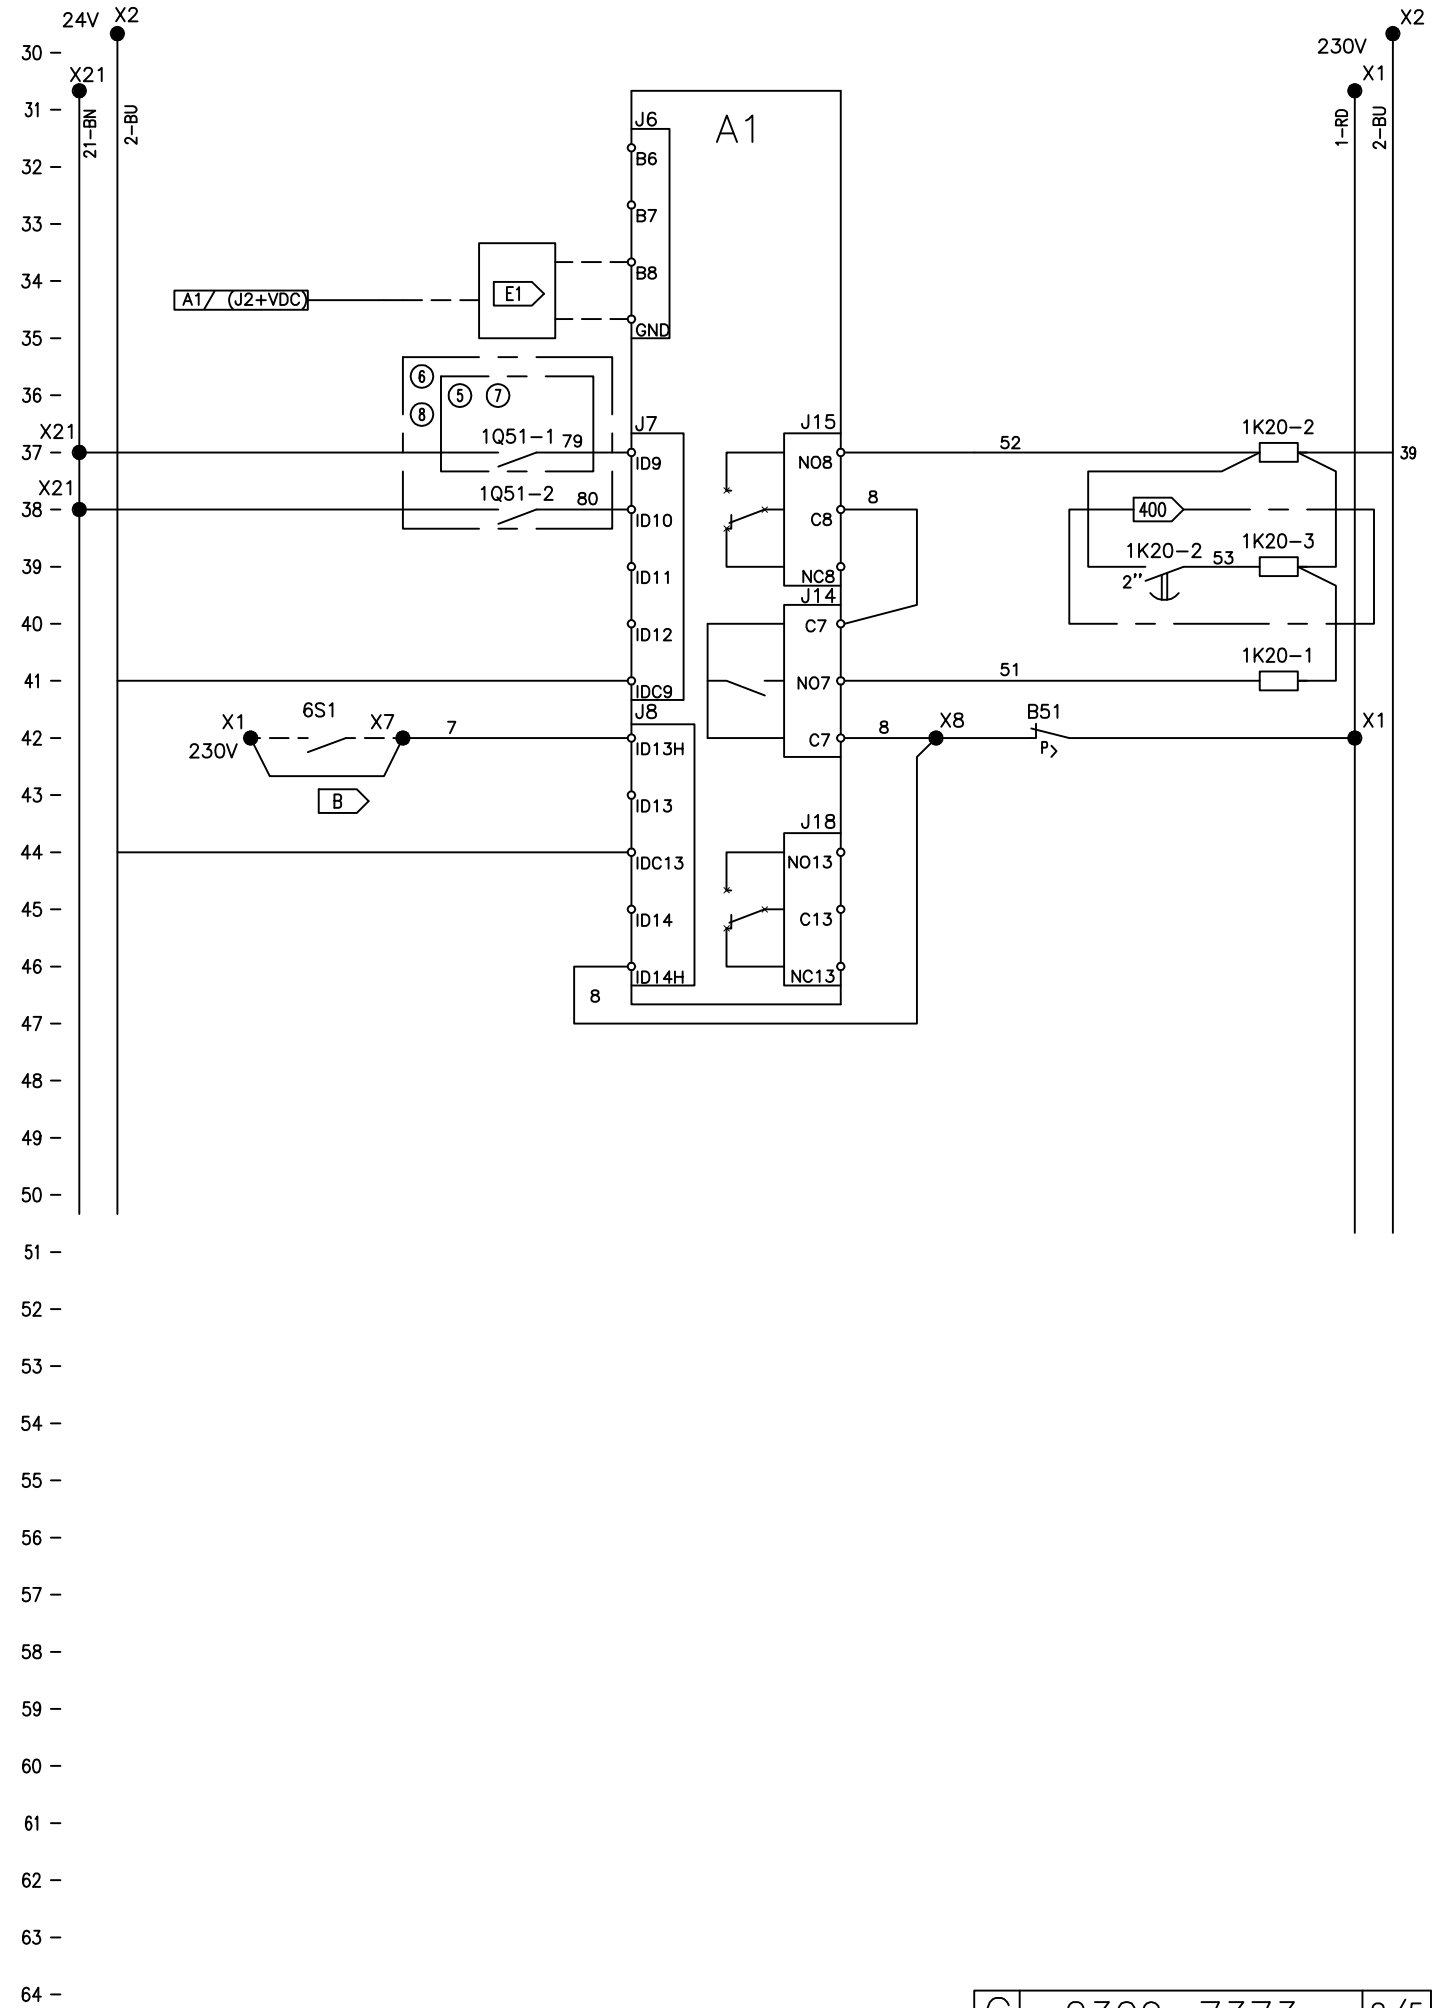 24V X2
X2
30 –
230V
X21
X1
31 –
21-BN
2-BU
1-RD
2-BU
J6
A1
B6
32 –
B7
33 –
B8
34 –
E1
A1/ (J2+VDC)
GND
35 –
6
36 –
5 7
8
J7
J15
X21
1Q51-1 79
52
1K20-2
37 –
ID9
NO8
39
X21
1Q51-2 80
8
38 –
ID10
C8
400
1K20-3
39 –
1K20-2 53
2"
ID11
NC8
J14
40 –
ID12
C7
51
1K20-1
41 –
IDC9
NO7
J8
6S1
B51
X1
X7
7
8
X8
X1
42 –
230V
ID13H
C7
P>
43 –
B
ID13
J18
44 –
IDC13
NO13
45 –
ID14
C13
46 –
ID14H
NC13
8
47 –
48 –
49 –
50 –
51 –
52 –
53 –
54 –
55 –
56 –
57 –
58 –
59 –
60 –
61 –
62 –
63 –
64 –